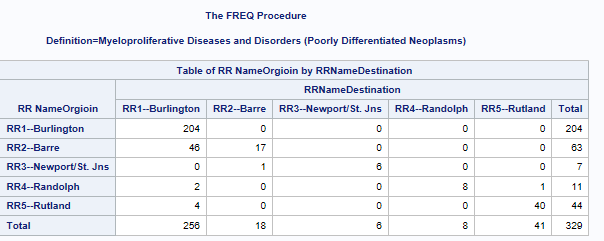 The FREQ Procedure
Definition=Myeloproliferative Diseases and Disorders (Poorly Differentiated Neoplasms)
Table of RR NameOrgioin by RRNameDestination
RRNameDestination
RR NameOrgioin RR1--Burlington RR2--Barre RR3--Newport/St. Jns RR4--Randolph RR5--Rutland Total
RR1--Burlington 204 0 0 0 0 204
RR2--Barre 46 17 0 0 0 63
RR3--Newport/St. Jns 0 1 6 0 0 7
RR4--Randolph 2 0 0 8 1 11
RR5--Rutland 4 0 0 0 40 44
Total 256 18 6 8 41 329